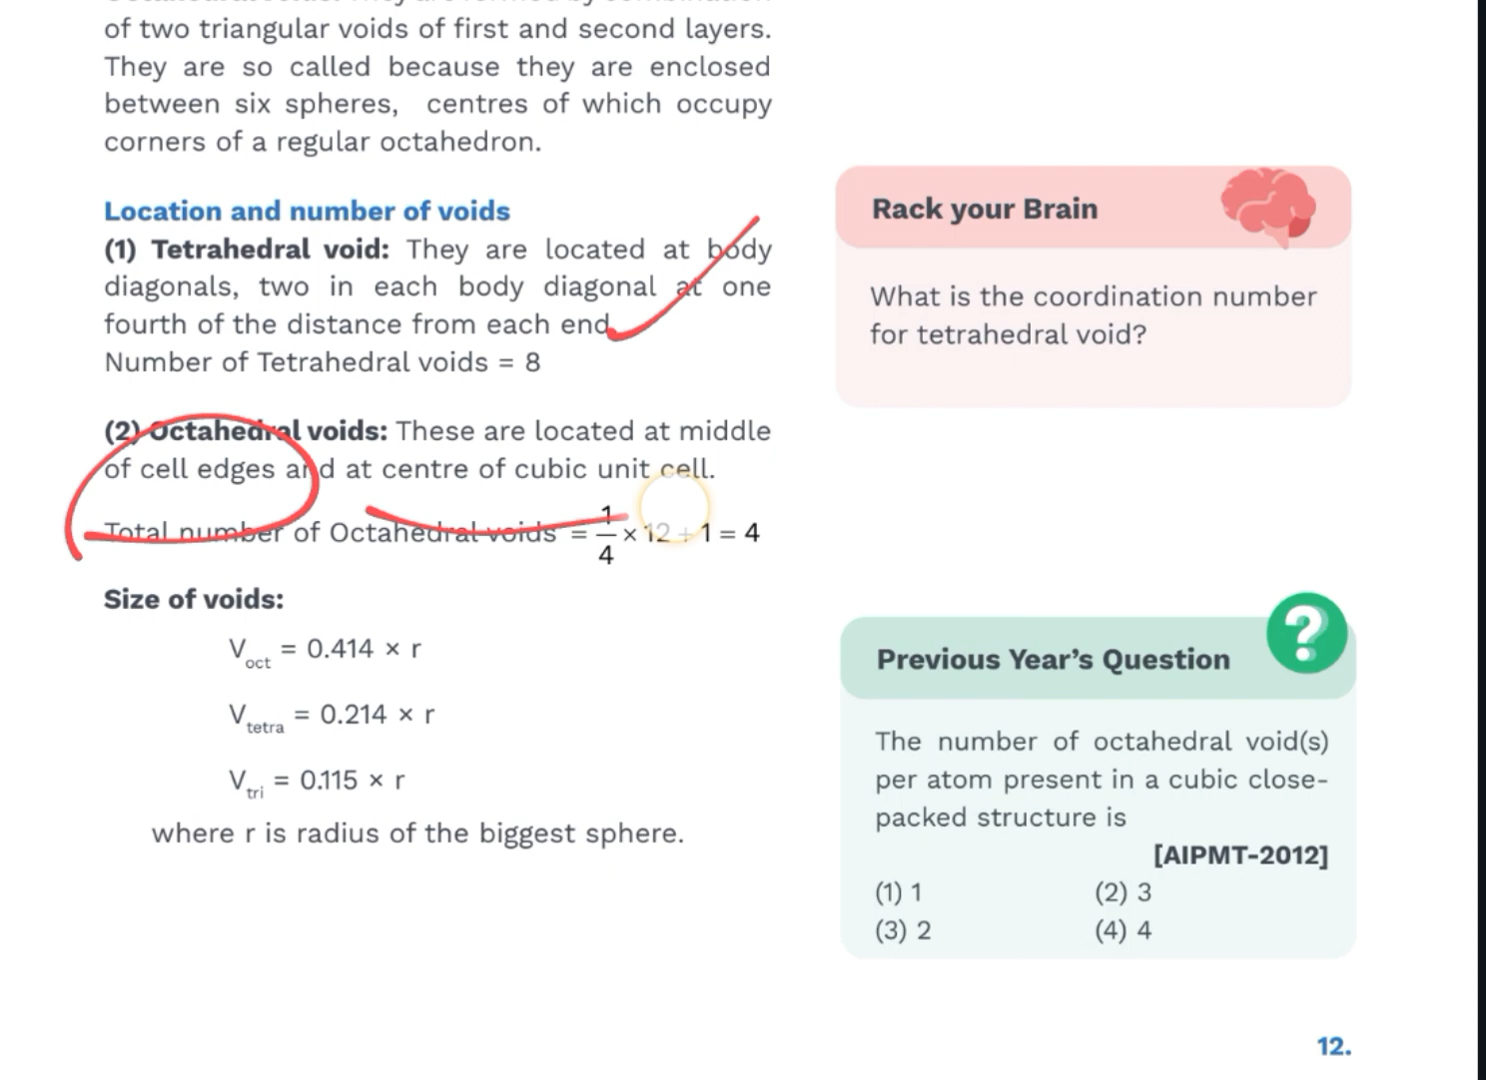 of two triangular voids of first and second layers.
They are so called because they are enclosed
between six spheres, centres of which occupy
corners of a regular octahedron.
Location and number of voids
(1) Tetrahedral void: They are located at body
diagonals, two in each body diagonal at one
fourth of the distance from each end
Number of Tetrahedral voids = 8
(2) Octahedral voids: These are located at middle
of cell edges and at centre of cubic unit cell.
Total number of Octahedral voids = 1/4 × 12 + 1 = 4
Size of voids:
V_oct = 0.414 × r
V_tetra = 0.214 × r
V_tri = 0.115 × r
where r is radius of the biggest sphere.
Rack your Brain
What is the coordination number
for tetrahedral void?
Previous Year's Question
?
The number of octahedral void(s)
per atom present in a cubic close-
packed structure is
[AIPMT-2012]
(1) 1 (2) 3
(3) 2 (4) 4
12.